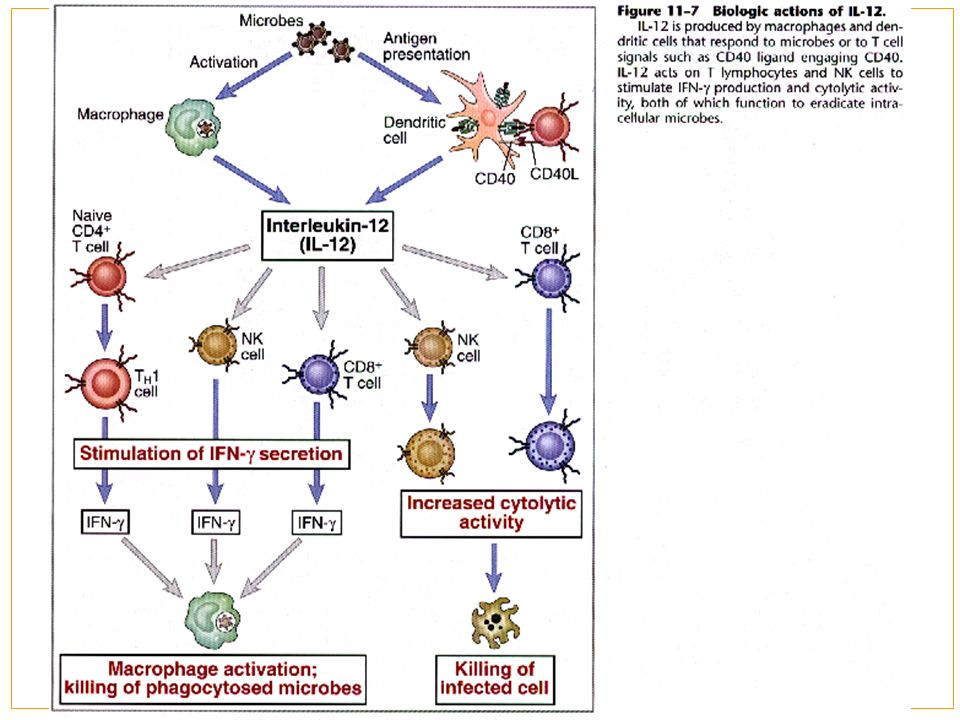 Microbes
Activation
Antigen
presentation
Macrophage
Dendritic
cell
CD40
CD40L
Interleukin-12
(IL-12)
Naive
CD4+
T cell
CD8+
T cell
NK
cell
NK
cell
CD8+
T cell
TH1
cell
Stimulation of IFN-γ secretion
Increased cytolytic
activity
IFN-γ
IFN-γ
IFN-γ
Macrophage activation;
killing of phagocytosed microbes
Killing of
infected cell
Figure 11–7 Biologic actions of IL-12.
IL-12 is produced by macrophages and den-
dritic cells that respond to microbes or to T cell
signals such as CD40 ligand engaging CD40.
IL-12 acts on T lymphocytes and NK cells to
stimulate IFN-γ production and cytolytic activ-
ity, both of which function to eradicate intra-
cellular microbes.